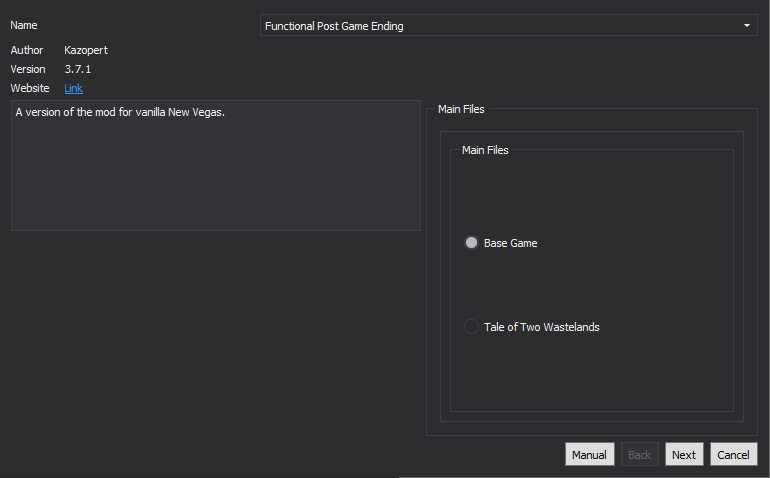 Name
Functional Post Game Ending
Author Kazopert
Version 3.7.1
Website Link
A version of the mod for vanilla New Vegas.
Main Files
Main Files
Base Game
Tale of Two Wastelands
Manual Back Next Cancel